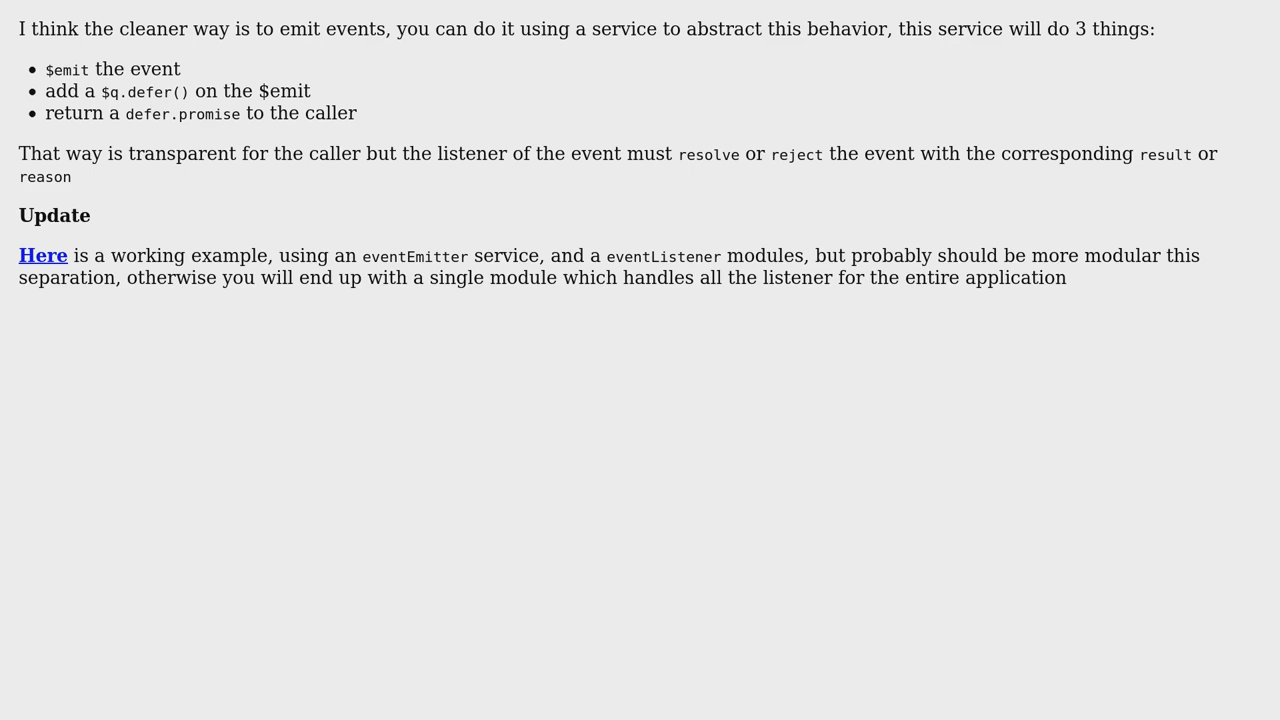 I think the cleaner way is to emit events, you can do it using a service to abstract this behavior, this service will do 3 things:
• $emit the event
• add a $q.defer() on the $emit
• return a defer.promise to the caller
That way is transparent for the caller but the listener of the event must resolve or reject the event with the corresponding result or
reason
Update
Here is a working example, using an eventEmitter service, and a eventListener modules, but probably should be more modular this
separation, otherwise you will end up with a single module which handles all the listener for the entire application